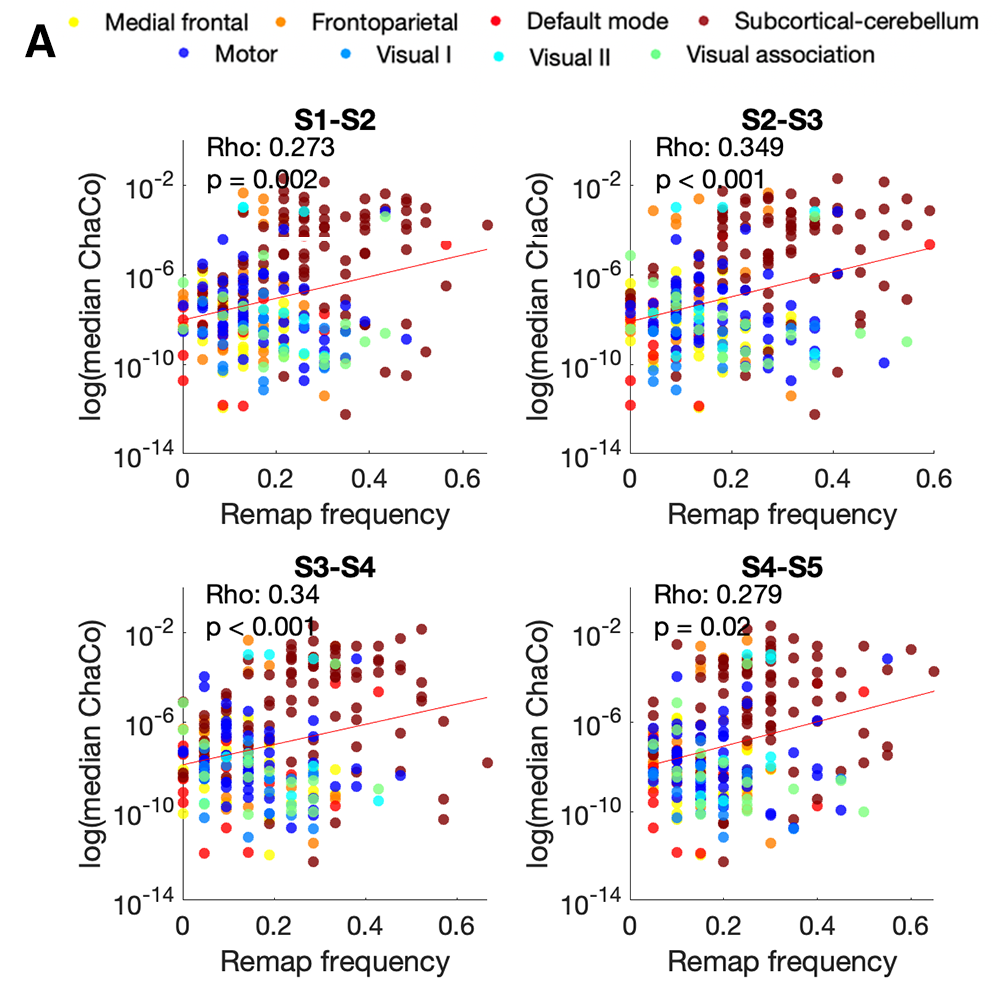 A
Medial frontal Frontoparietal Default mode Subcortical-cerebellum
Motor Visual I Visual II Visual association
S1-S2
Rho: 0.273
p = 0.002
log(median ChaCo)
10^-2
10^-6
10^-10
10^-14
0 0.2 0.4 0.6
Remap frequency
S2-S3
Rho: 0.349
p < 0.001
log(median ChaCo)
10^-2
10^-6
10^-10
10^-14
0 0.2 0.4 0.6
Remap frequency
S3-S4
Rho: 0.34
p < 0.001
log(median ChaCo)
10^-2
10^-6
10^-10
10^-14
0 0.2 0.4 0.6
Remap frequency
S4-S5
Rho: 0.279
p = 0.02
log(median ChaCo)
10^-2
10^-6
10^-10
10^-14
0 0.2 0.4 0.6
Remap frequency